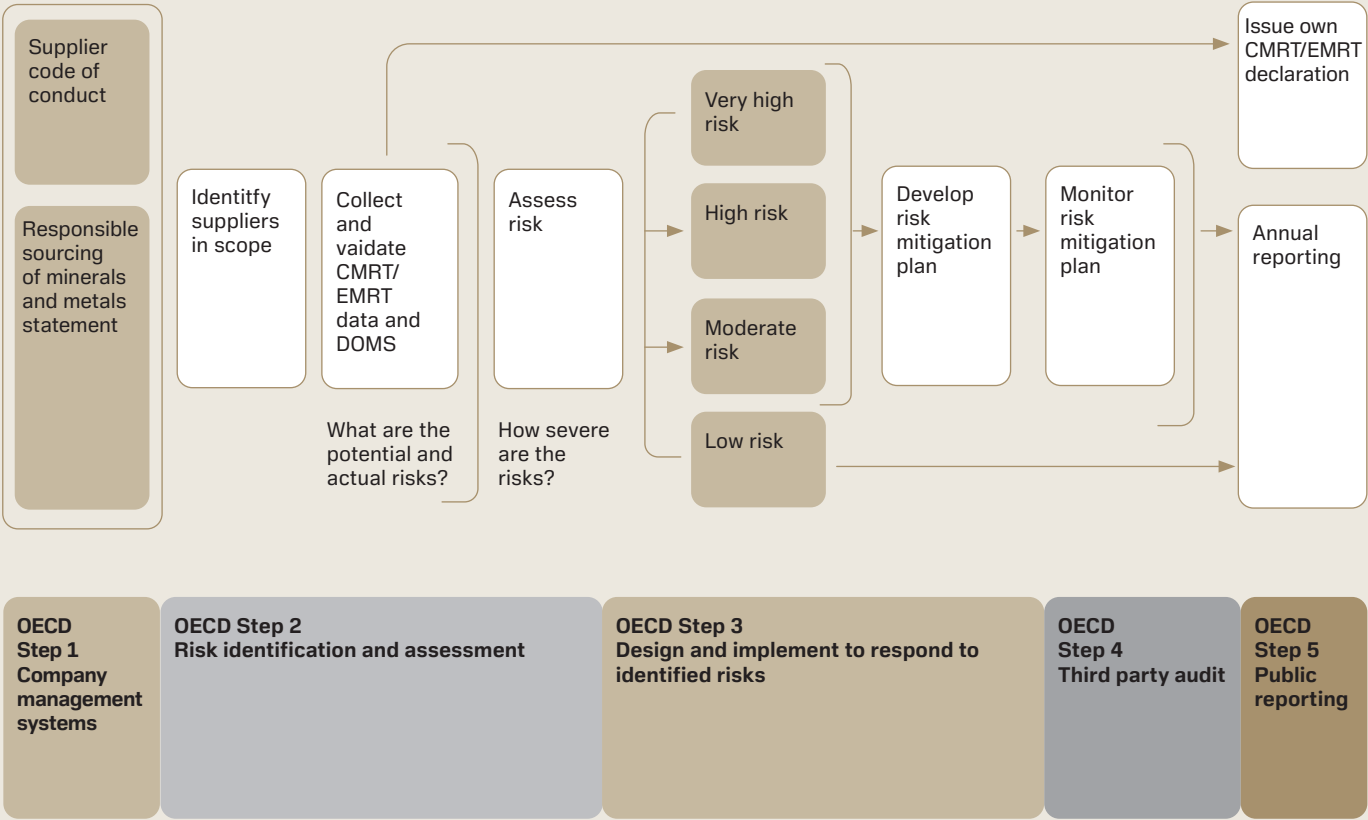 Supplier
code of
conduct
Responsible
sourcing
of minerals
and metals
statement
Identitfy
suppliers
in scope
Collect
and
vaidate
CMRT/
EMRT
data and
DOMS
What are the
potential and
actual risks?
Assess
risk
How severe
are the
risks?
Very high
risk
High risk
Moderate
risk
Low risk
Develop
risk
mitigation
plan
Monitor
risk
mitigation
plan
Issue own
CMRT/EMRT
declaration
Annual
reporting
OECD
Step 1
Company
management
systems
OECD Step 2
Risk identification and assessment
OECD Step 3
Design and implement to respond to
identified risks
OECD
Step 4
Third party audit
OECD
Step 5
Public
reporting